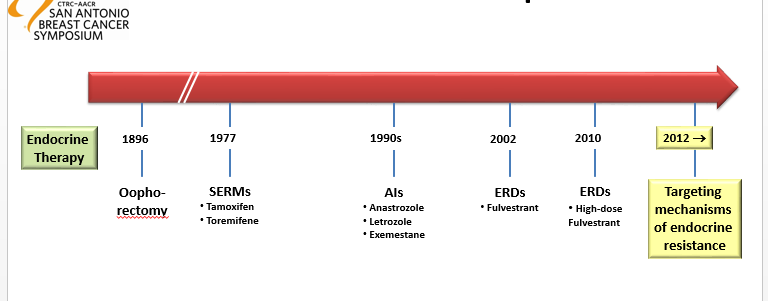 CTRC–AACR
SAN ANTONIO
BREAST CANCER
SYMPOSIUM
Endocrine
Therapy
1896
1977
1990s
2002
2010
2012 →
Oopho-
rectomy
SERMs
• Tamoxifen
• Toremifene
AIs
• Anastrozole
• Letrozole
• Exemestane
ERDs
• Fulvestrant
ERDs
• High-dose
Fulvestrant
Targeting
mechanisms
of endocrine
resistance